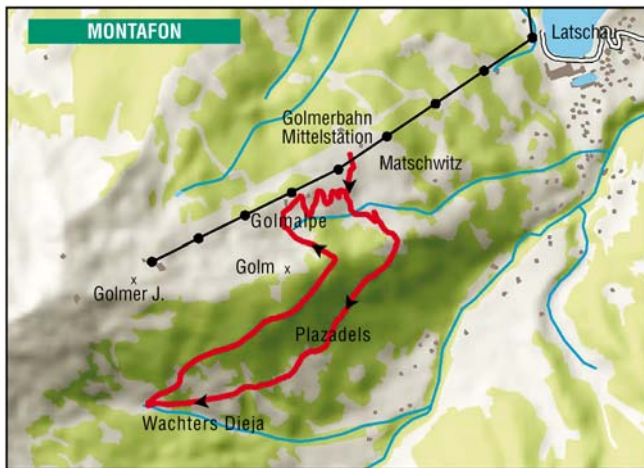 MONTAFON
Latschau
Golmerbahn
Mittelstation
Matschwitz
Golmalpe
Golm
Golmer J.
Plazadels
Wachters Dieja